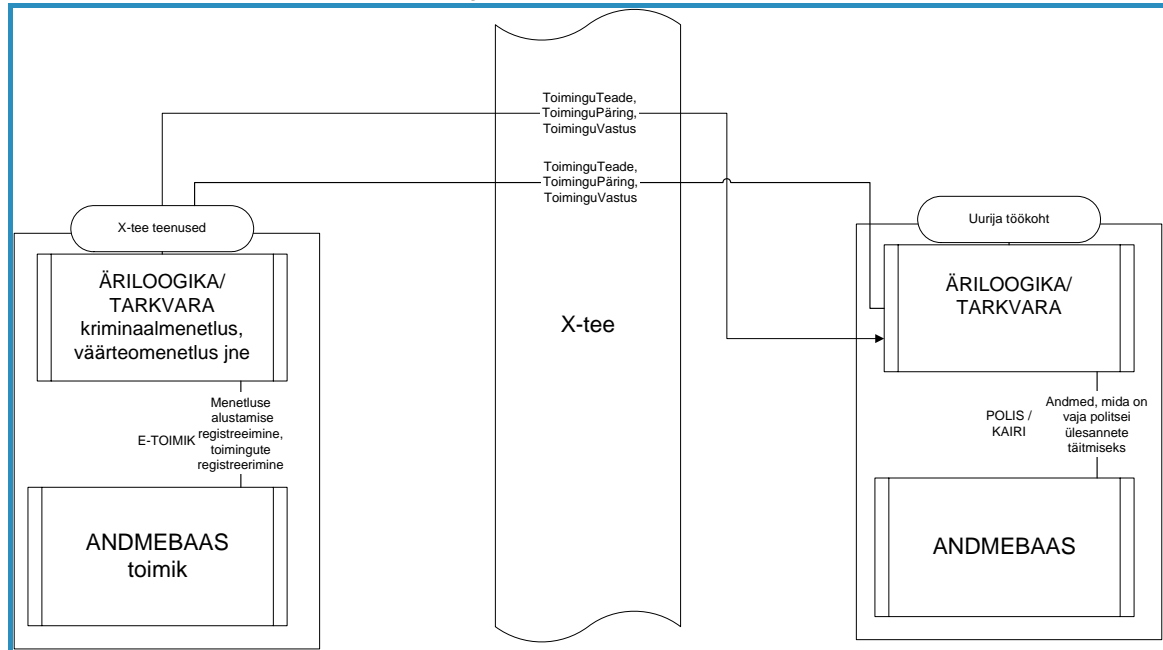 ToiminguTeade,
ToiminguPäring,
ToiminguVastus
ToiminguTeade,
ToiminguPäring,
ToiminguVastus
X-tee teenused
ÄRILOOGIKA/
TARKVARA
kriminaalmenetlus,
väärteomenetlus jne
E-TOIMIK
Menetluse
alustamise
registreeimine,
toimingute
registreerimine
ANDMEBAAS
toimik
X-tee
Uurija töökoht
ÄRILOOGIKA/
TARKVARA
POLIS /
KAIRI
Andmed, mida on
vaja politsei
ülesannete
täitmiseks
ANDMEBAAS